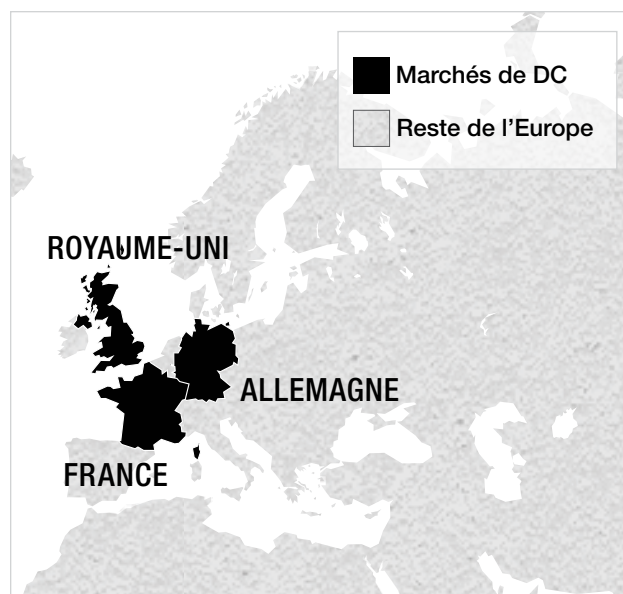 Marchés de DC
Reste de l’Europe
ROYAUME-UNI
ALLEMAGNE
FRANCE